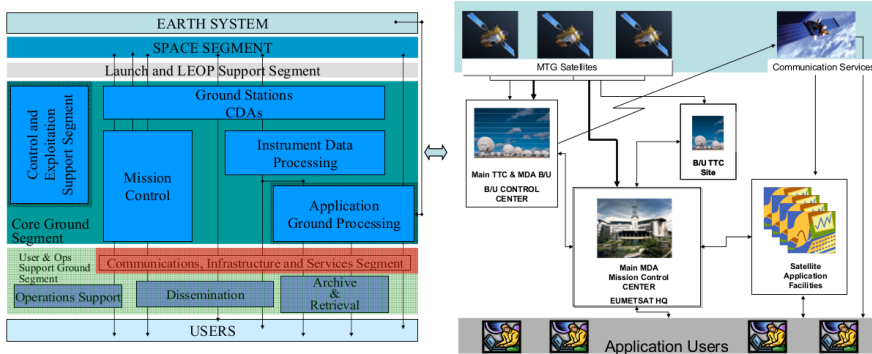 EARTH SYSTEM
SPACE SEGMENT
Launch and LEOP Support Segment
Control and
Exploitation
Support Segment
Ground Stations
CDAs
Mission
Control
Instrument Data
Processing
Application
Ground Processing
Core Ground
Segment
User & Ops
Support Ground
Segment
Communications, Infrastructure and Services Segment
Operations Support
Dissemination
Archive
&
Retrieval
USERS
MTG Satellites
Communication Services
Main TTC & MDA B/U
B/U CONTROL
CENTER
B/U TTC
Site
Main MDA
Mission Control
CENTER
EUMETSAT HQ
Satellite
Application
Facilities
Application Users